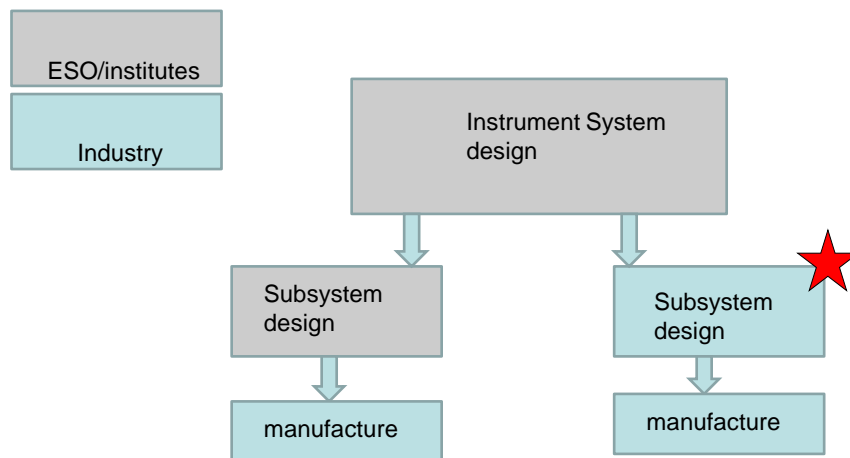 ESO/institutes
Industry
Instrument System
design
Subsystem
design
Subsystem
design
manufacture
manufacture